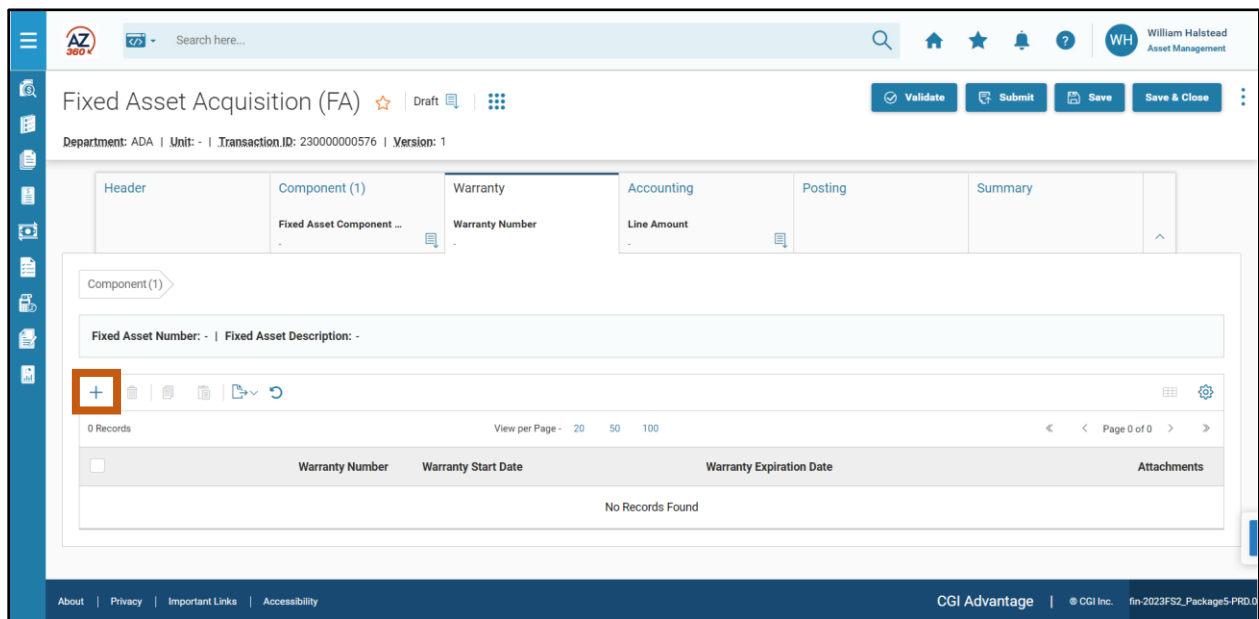 AZ
360
</>
Search here...
?
WH
William Halstead
Asset Management
Fixed Asset Acquisition (FA)
Draft
Validate
Submit
Save
Save & Close
Department: ADA | Unit: - | Transaction ID: 230000000576 | Version: 1
Header
Component (1)
Warranty
Accounting
Posting
Summary
Fixed Asset Component ...
Warranty Number
Line Amount
-
-
-
Component (1)
Fixed Asset Number: - | Fixed Asset Description: -
0 Records
View per Page - 20 50 100
Page 0 of 0
Warranty Number
Warranty Start Date
Warranty Expiration Date
Attachments
No Records Found
About | Privacy | Important Links | Accessibility
CGI Advantage | © CGI Inc. fin-2023FS2_Package5-PRD.0